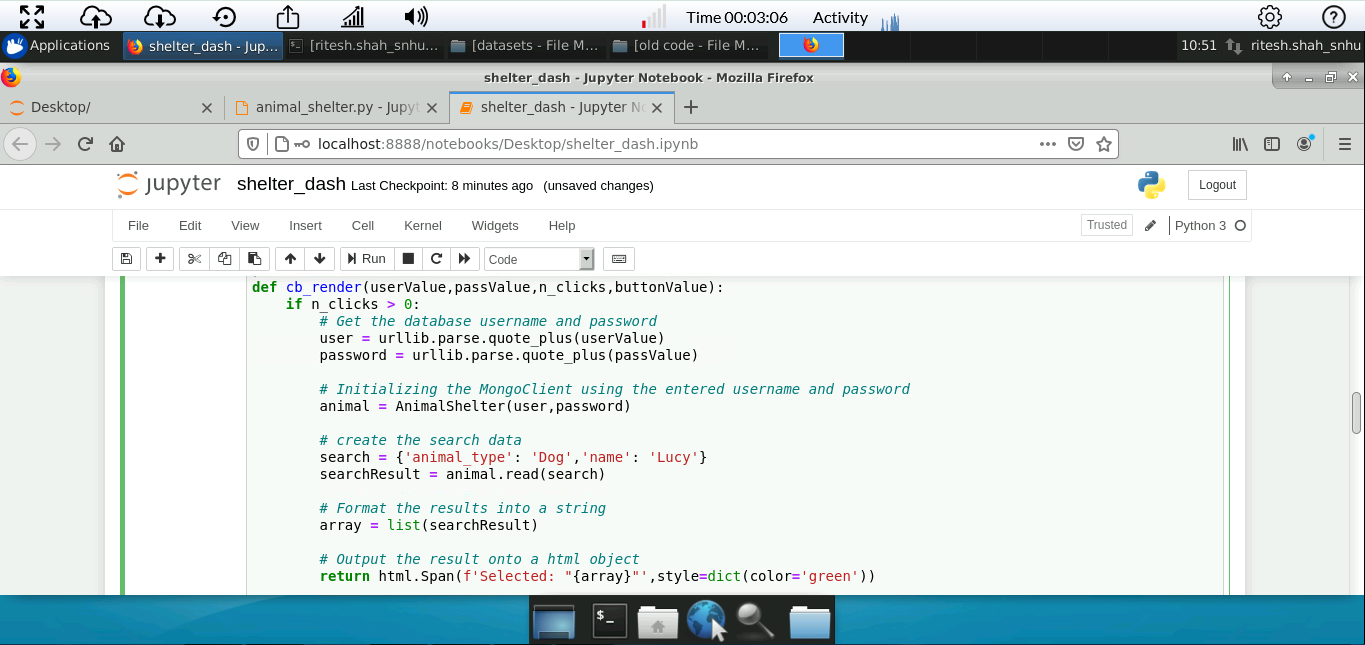 Time 00:03:06 Activity
Applications shelter_dash - Jup... [ritesh.shah_snhu... [datasets - File M... [old code - File M... 10:51 ritesh.shah_snhu
shelter_dash - Jupyter Notebook - Mozilla Firefox
Desktop/ animal_shelter.py - Jupyt shelter_dash - Jupyter No
localhost:8888/notebooks/Desktop/shelter_dash.ipynb
jupyter shelter_dash Last Checkpoint: 8 minutes ago (unsaved changes) Logout
File Edit View Insert Cell Kernel Widgets Help Trusted Python 3
Run Code
def cb_render(userValue,passValue,n_clicks,buttonValue):
if n_clicks > 0:
# Get the database username and password
user = urllib.parse.quote_plus(userValue)
password = urllib.parse.quote_plus(passValue)
# Initializing the MongoClient using the entered username and password
animal = AnimalShelter(user,password)
# create the search data
search = {'animal_type': 'Dog','name': 'Lucy'}
searchResult = animal.read(search)
# Format the results into a string
array = list(searchResult)
# Output the result onto a html object
return html.Span(f'Selected: "{array}"',style=dict(color='green'))
$_